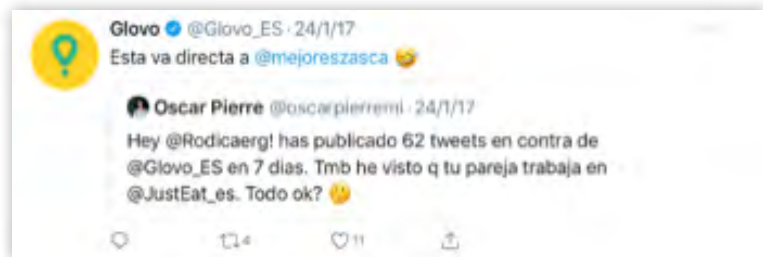 Glovo @Glovo_ES · 24/1/17
Esta va directa a @mejoreszasca 🤣
Oscar Pierre @oscarpierremi · 24/1/17
Hey @Rodicaerg! has publicado 62 tweets en contra de
@Glovo_ES en 7 dias. Tmb he visto q tu pareja trabaja en
@JustEat_es. Todo ok? 🤔
4 11